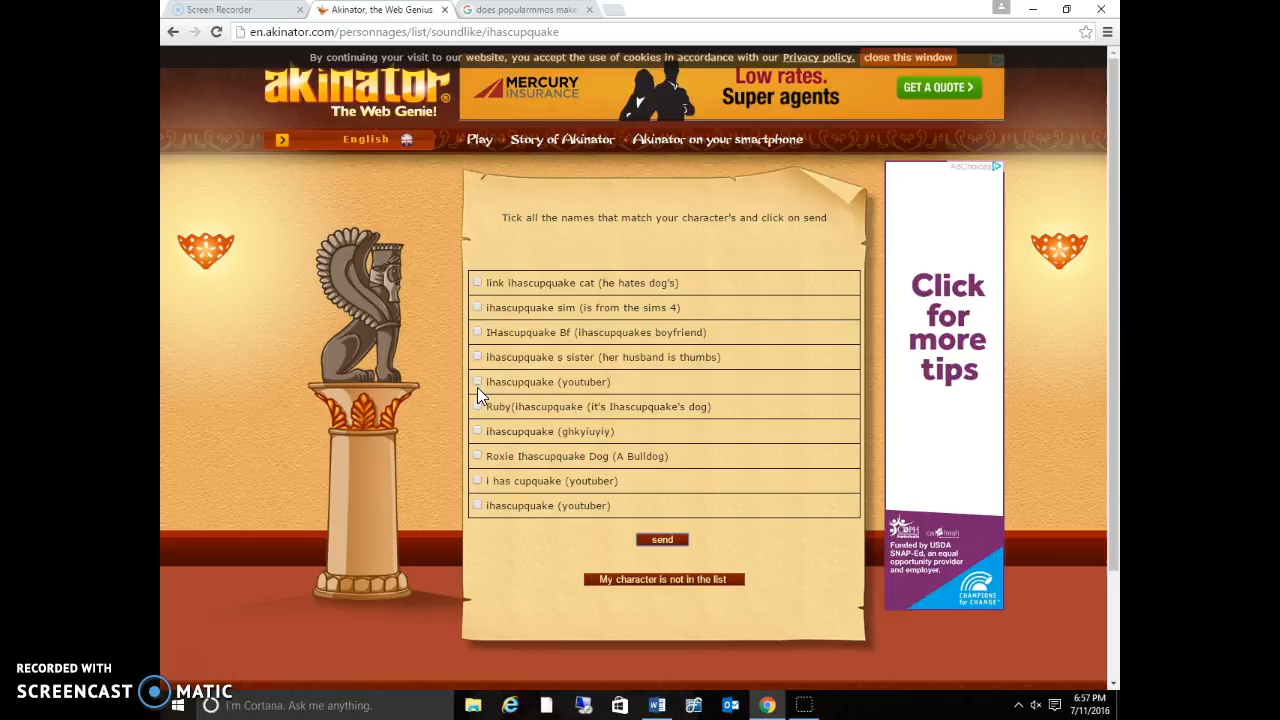 Screen Recorder
Akinator, the Web Genius
does popularmmos make
en.akinator.com/personnages/list/soundlike/ihascupquake
By continuing your visit to our website, you accept the use of cookies in accordance with our Privacy policy. close this window
akinator
The Web Genie!
MERCURY
INSURANCE
Low rates.
Super agents
GET A QUOTE >
English
Play
Story of Akinator
Akinator on your smartphone
AdChoices
Tick all the names that match your character's and click on send
link ihascupquake cat (he hates dog's)
ihascupquake sim (is from the sims 4)
IHascupquake Bf (ihascupquakes boyfriend)
ihascupquake s sister (her husband is thumbs)
ihascupquake (youtuber)
Ruby(ihascupquake (it's Ihascupquake's dog)
ihascupquake (ghkyiuyiy)
Roxie Ihascupquake Dog (A Bulldog)
i has cupquake (youtuber)
ihascupquake (youtuber)
send
My character is not in the list
Click
for
more
tips
Funded by USDA
SNAP-Ed, an equal
opportunity provider
and employer.
CHAMPIONS
for CHANGE
RECORDED WITH
SCREENCAST MATIC
I'm Cortana. Ask me anything.
6:57 PM
7/11/2016